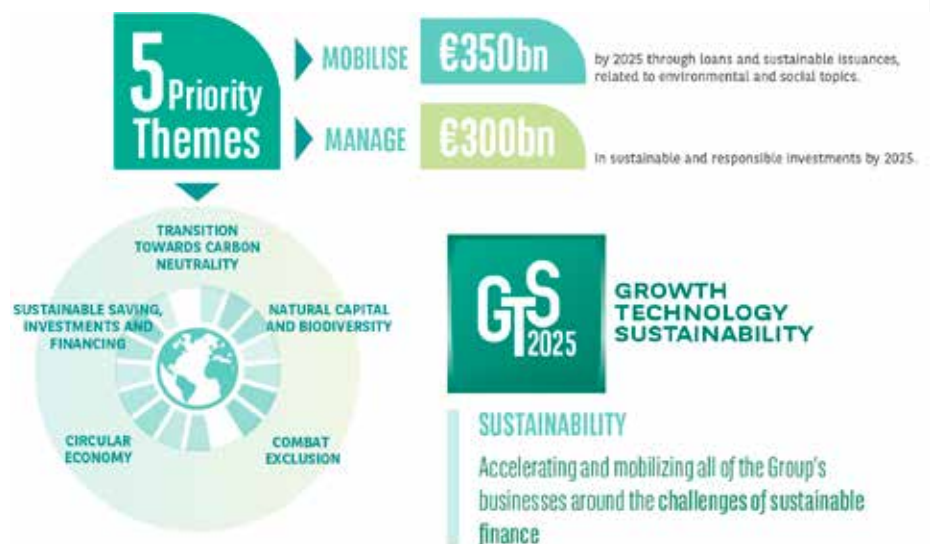 5 Priority
Themes
MOBILISE
€350bn
by 2025 through loans and sustainable issuances,
related to environmental and social topics.
MANAGE
€300bn
in sustainable and responsible investments by 2025.
TRANSITION
TOWARDS CARBON
NEUTRALITY
SUSTAINABLE SAVING,
INVESTMENTS AND
FINANCING
NATURAL CAPITAL
AND BIODIVERSITY
CIRCULAR
ECONOMY
COMBAT
EXCLUSION
GTS
2025
GROWTH
TECHNOLOGY
SUSTAINABILITY
SUSTAINABILITY
Accelerating and mobilizing all of the Group's
businesses around the challenges of sustainable
finance